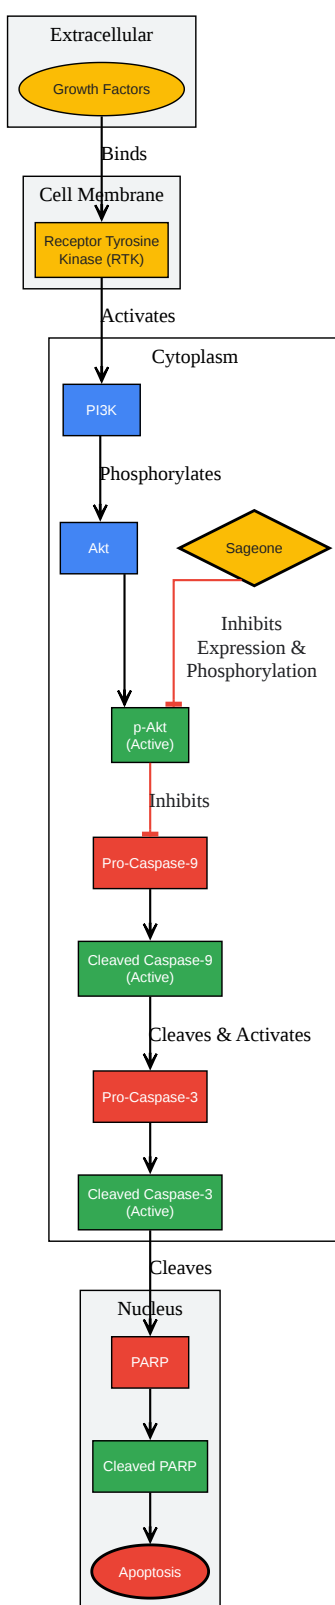 Extracellular
Growth Factors
Binds
Cell Membrane
Receptor Tyrosine
Kinase (RTK)
Activates
Cytoplasm
PI3K
Phosphorylates
Akt
Sageone
Inhibits
Expression &
Phosphorylation
p-Akt
(Active)
Inhibits
Pro-Caspase-9
Cleaved Caspase-9
(Active)
Cleaves & Activates
Pro-Caspase-3
Cleaved Caspase-3
(Active)
Cleaves
Nucleus
PARP
Cleaved PARP
Apoptosis